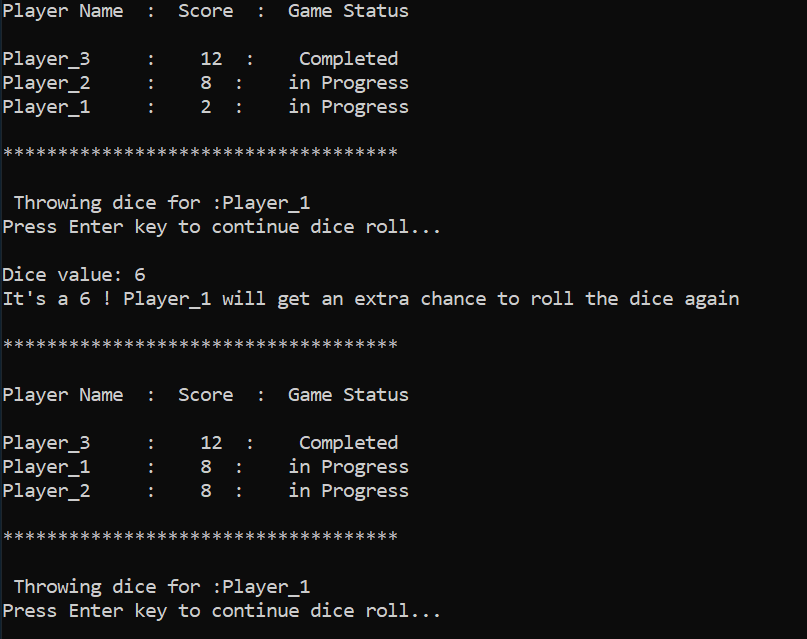 Player Name  :  Score  :  Game Status
Player_3     :    12  :    Completed
Player_2     :    8  :    in Progress
Player_1     :    2  :    in Progress
************************************
 Throwing dice for :Player_1
Press Enter key to continue dice roll...
Dice value: 6
It's a 6 ! Player_1 will get an extra chance to roll the dice again
************************************
Player Name  :  Score  :  Game Status
Player_3     :    12  :    Completed
Player_1     :    8  :    in Progress
Player_2     :    8  :    in Progress
************************************
 Throwing dice for :Player_1
Press Enter key to continue dice roll...